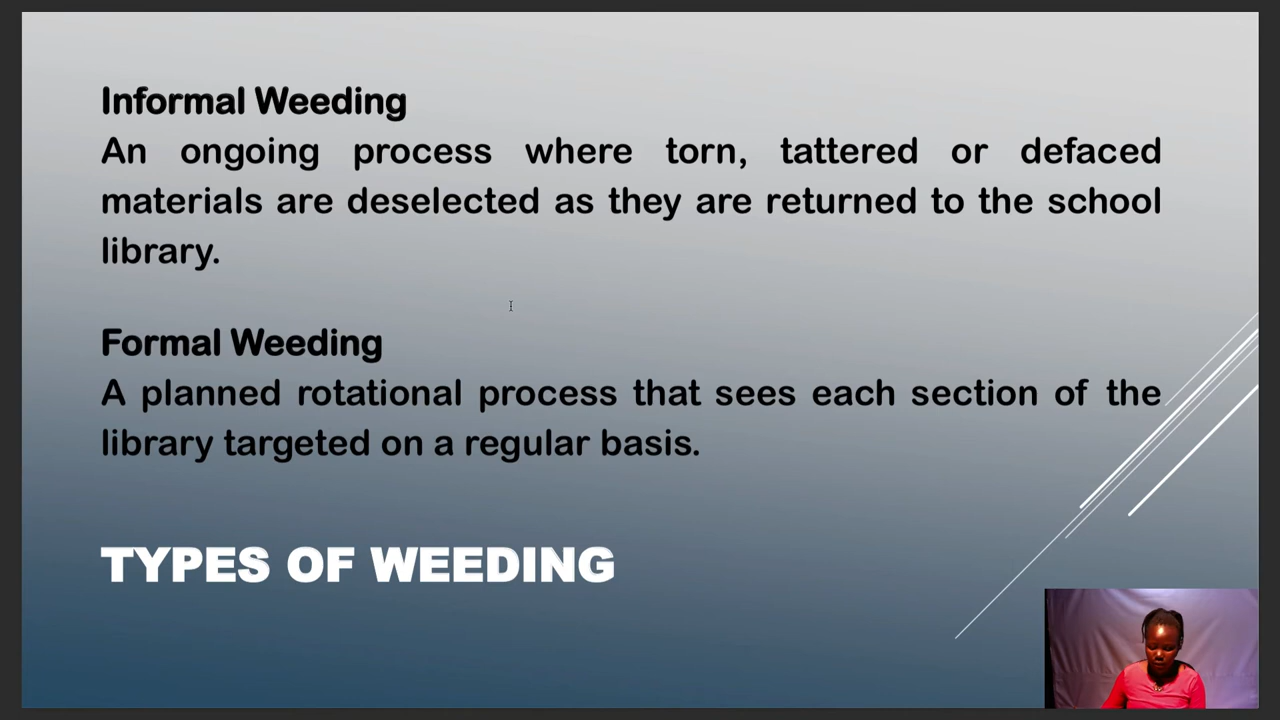 Informal Weeding
An ongoing process where torn, tattered or defaced
materials are deselected as they are returned to the school
library.
Formal Weeding
A planned rotational process that sees each section of the
library targeted on a regular basis.
TYPES OF WEEDING